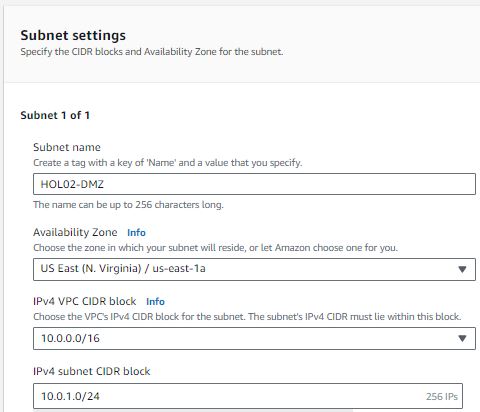 Subnet settings
Specify the CIDR blocks and Availability Zone for the subnet.
Subnet 1 of 1
Subnet name
Create a tag with a key of 'Name' and a value that you specify.
HOL02-DMZ
The name can be up to 256 characters long.
Availability Zone Info
Choose the zone in which your subnet will reside, or let Amazon choose one for you.
US East (N. Virginia) / us-east-1a
IPv4 VPC CIDR block Info
Choose the VPC's IPv4 CIDR block for the subnet. The subnet's IPv4 CIDR must lie within this block.
10.0.0.0/16
IPv4 subnet CIDR block
10.0.1.0/24 256 IPs